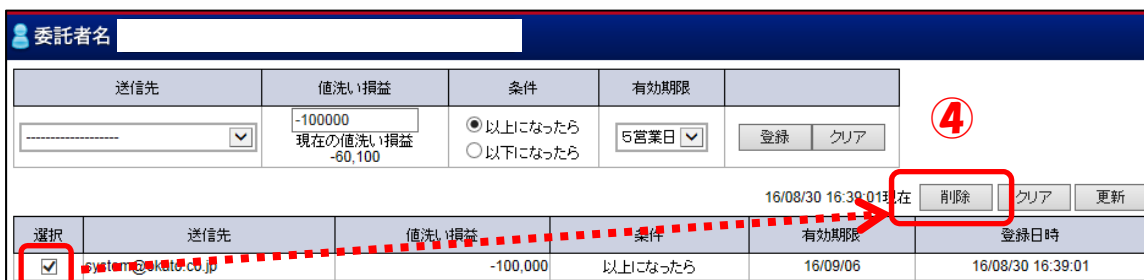 委託者名
送信先 値洗い損益 条件 有効期限
------------------- -100000 現在の値洗い損益 -60,100 以上になったら 以下になったら 5営業日 登録 クリア
④
16/08/30 16:39:01現在 削除 クリア 更新
選択 送信先 値洗い損益 条件 有効期限 登録日時
system@okato.co.jp -100,000 以上になったら 16/09/06 16/08/30 16:39:01